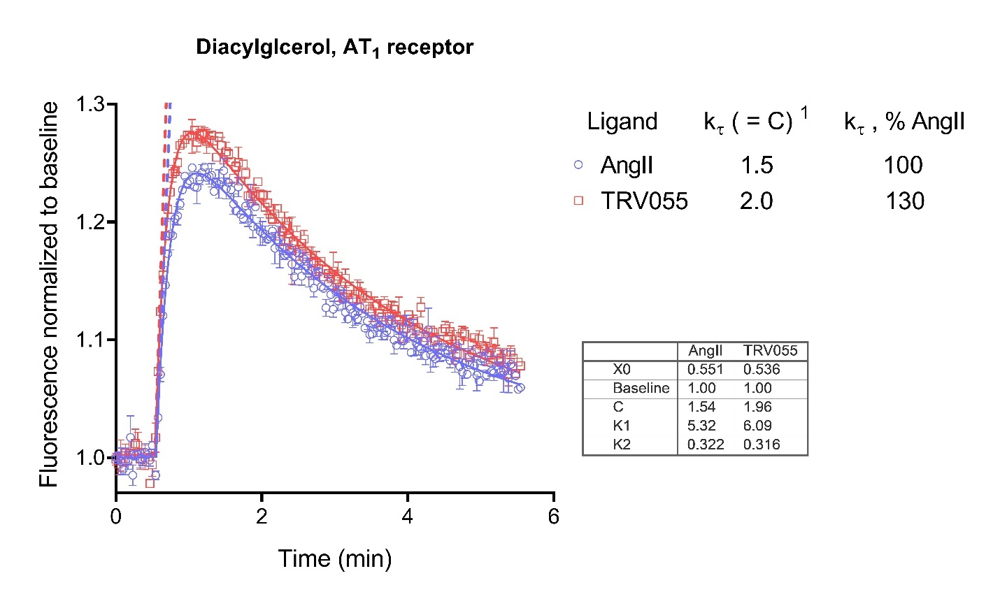 Diacylglcerol, AT1 receptor
Fluorescence normalized to baseline
1.3
1.2
1.1
1.0
0 2 4 6
Time (min)
Ligand kτ ( = C) 1 kτ , % AngII
AngII 1.5 100
TRV055 2.0 130
AngII TRV055
X0 0.551 0.536
Baseline 1.00 1.00
C 1.54 1.96
K1 5.32 6.09
K2 0.322 0.316